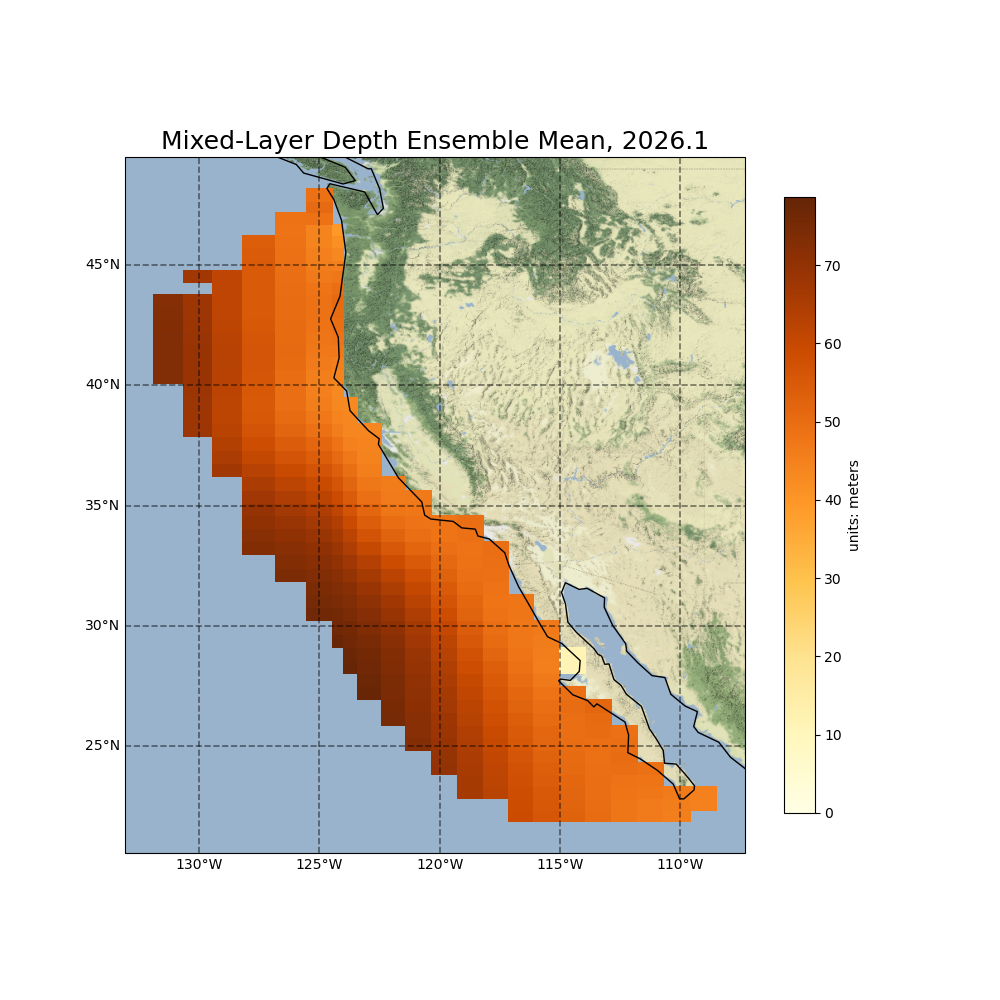 Mixed-Layer Depth Ensemble Mean, 2026.1
45°N
40°N
35°N
30°N
25°N
130°W
125°W
120°W
115°W
110°W
70
60
50
40
30
20
10
0
units: meters